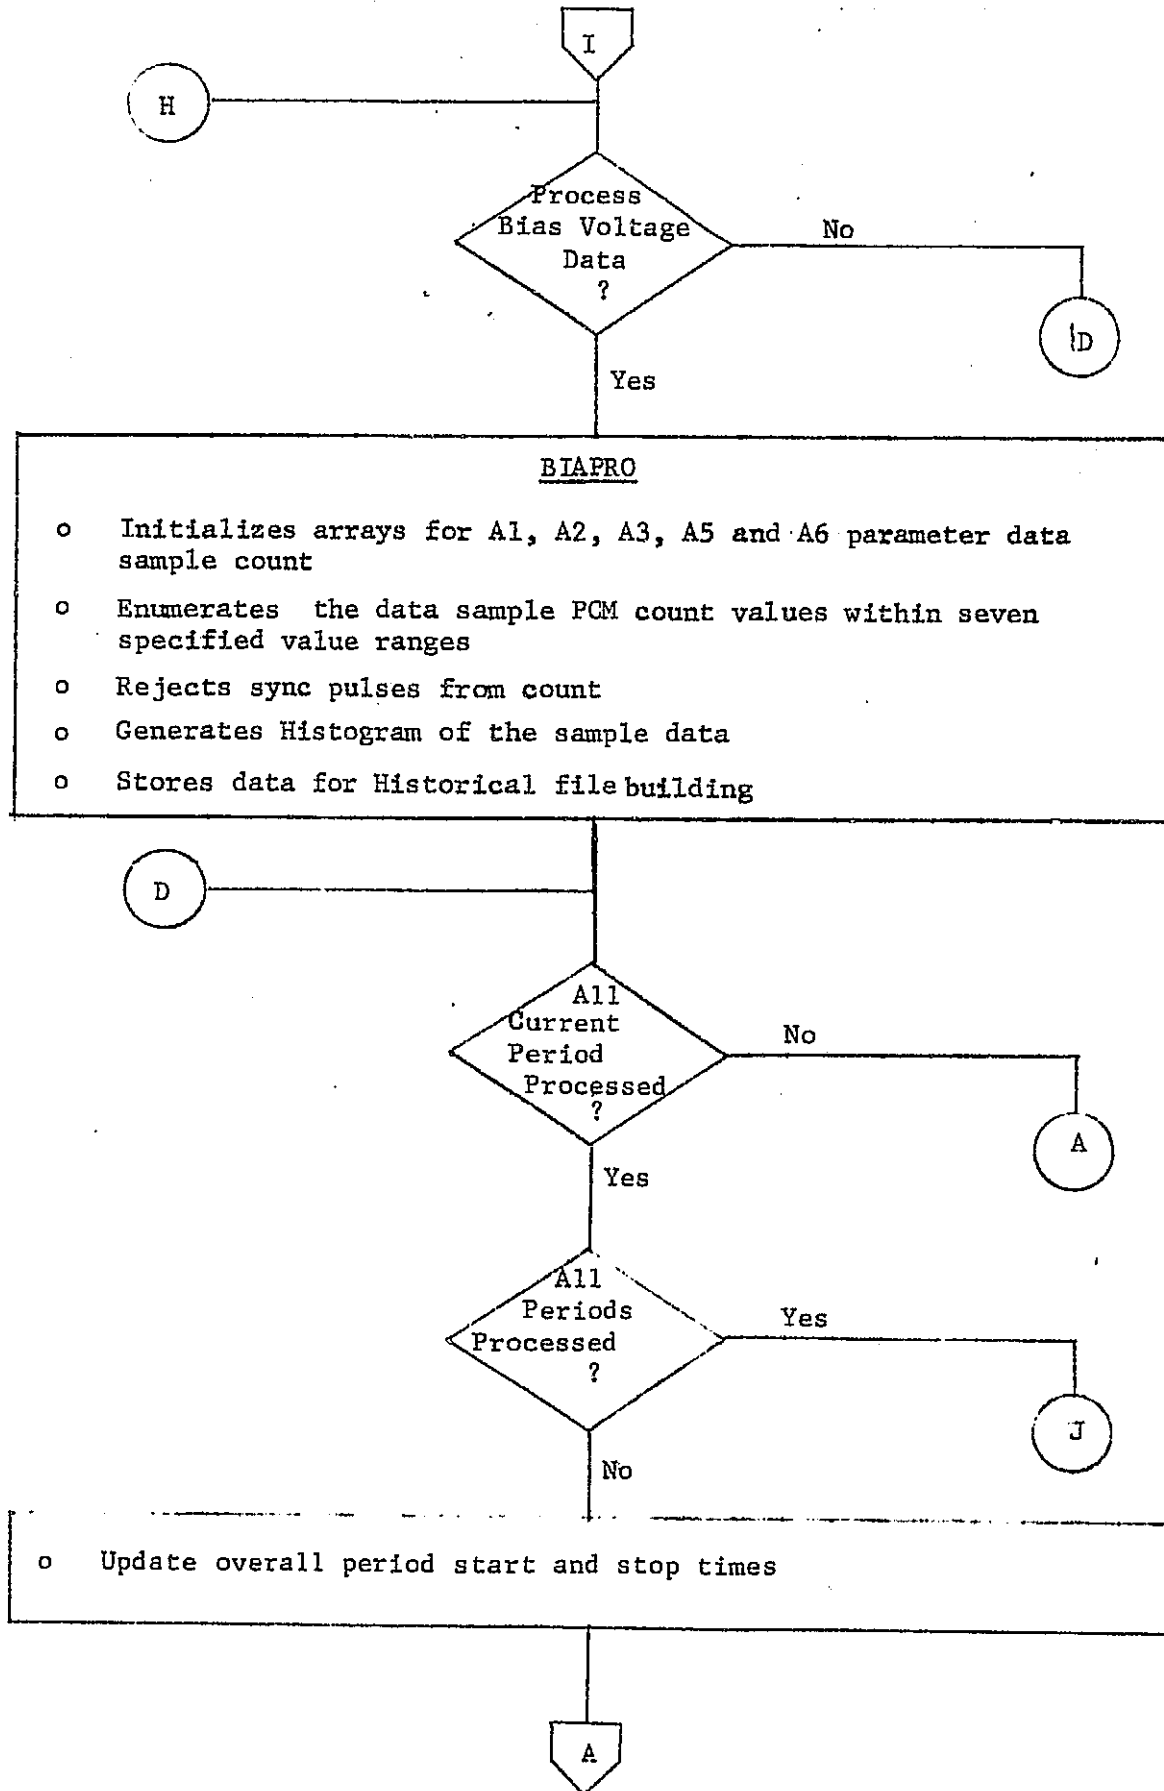 I
H
Process
Bias Voltage
Data
?
No
D
Yes
BIAPRO
o Initializes arrays for A1, A2, A3, A5 and A6 parameter data
sample count
o Enumerates the data sample PCM count values within seven
specified value ranges
o Rejects sync pulses from count
o Generates Histogram of the sample data
o Stores data for Historical file building
D
All
Current
Period
Processed
?
No
A
Yes
All
Periods
Processed
?
Yes
J
No
o Update overall period start and stop times
A